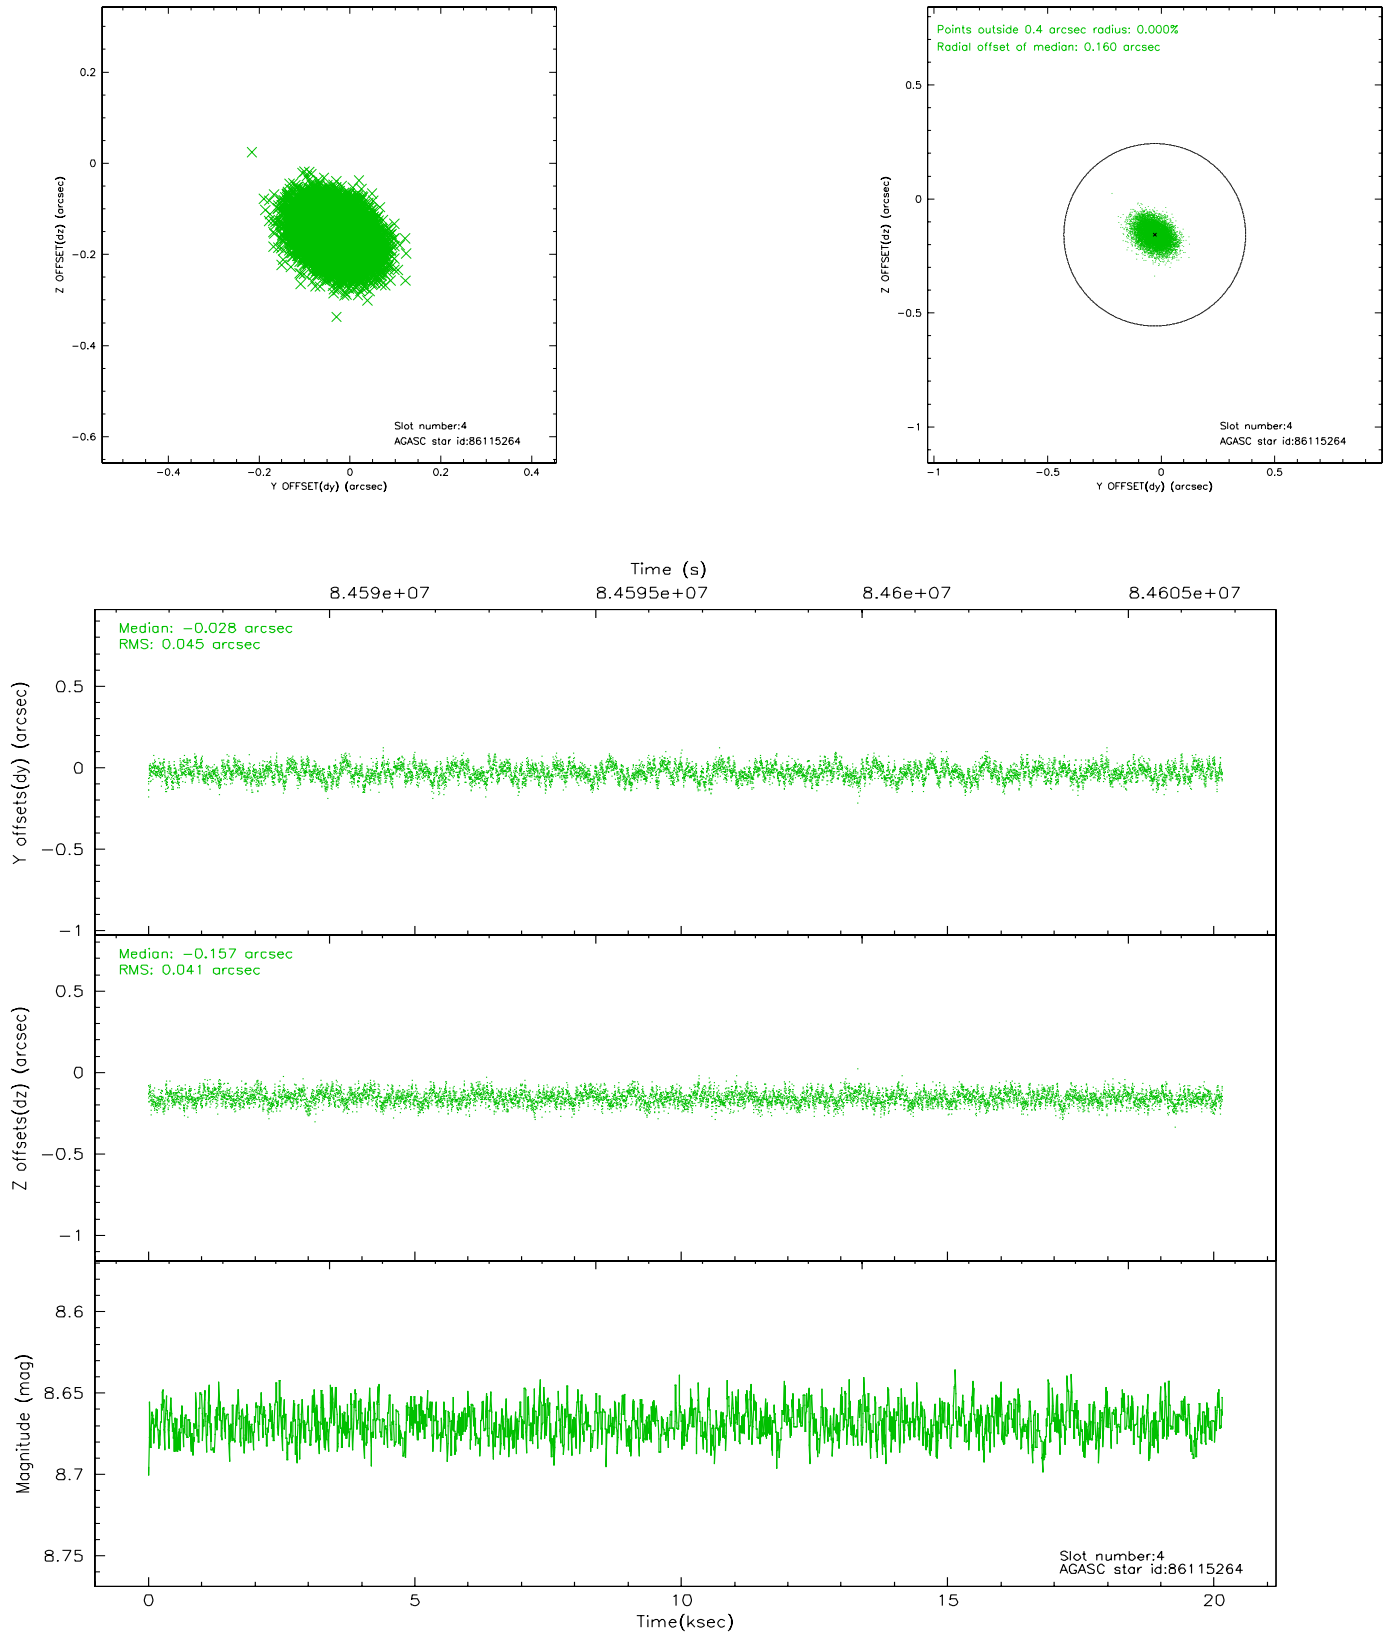 0.2
0
−0.2
−0.4
−0.6
Z OFFSET(dz) (arcsec)
Slot number:4
AGASC star id:86115264
−0.4 −0.2 0 0.2 0.4
Y OFFSET(dy) (arcsec)
Points outside 0.4 arcsec radius: 0.000%
Radial offset of median: 0.160 arcsec
0.5
0
−0.5
−1
Z OFFSET(dz) (arcsec)
Slot number:4
AGASC star id:86115264
−1 −0.5 0 0.5
Y OFFSET(dy) (arcsec)
Time (s)
8.459e+07 8.4595e+07 8.46e+07 8.4605e+07
Median: −0.028 arcsec
RMS: 0.045 arcsec
0.5
0
−0.5
−1
Y offsets(dy) (arcsec)
Median: −0.157 arcsec
RMS: 0.041 arcsec
0.5
0
−0.5
−1
Z offsets(dz) (arcsec)
8.6
8.65
8.7
8.75
Magnitude (mag)
Slot number:4
AGASC star id:86115264
0 5 10 15 20
Time(ksec)